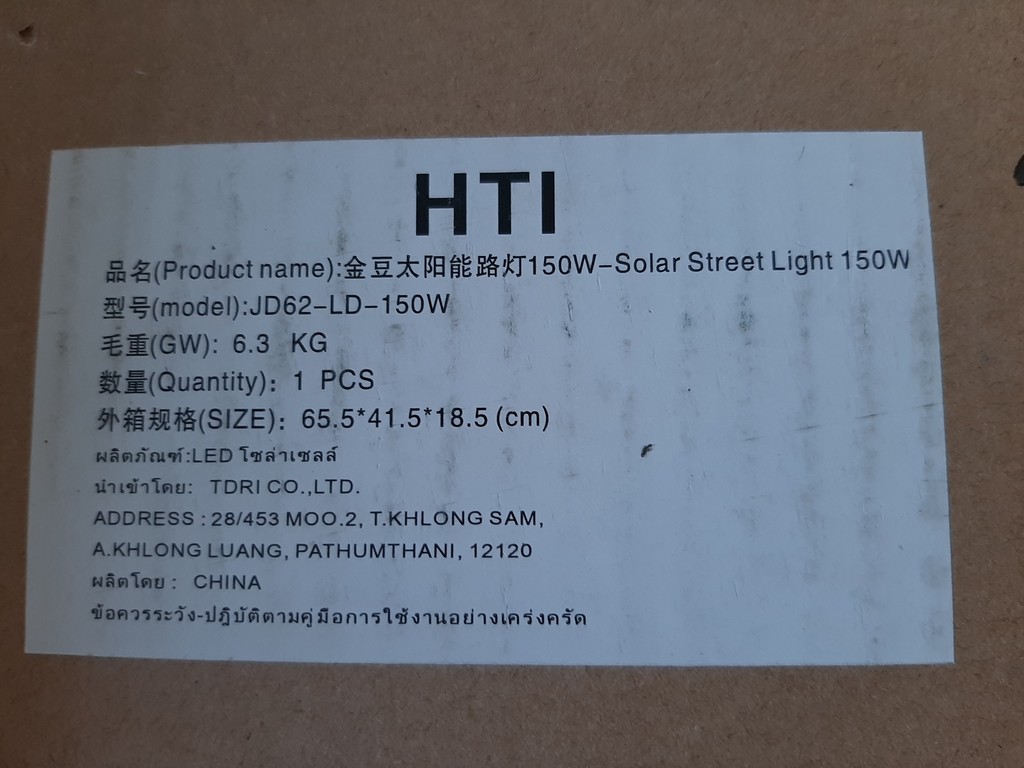 HTI
品名(Product name):金豆太阳能路灯150W-Solar Street Light 150W
型号(model):JD62-LD-150W
毛重(GW): 6.3 KG
数量(Quantity): 1 PCS
外箱规格(SIZE): 65.5*41.5*18.5 (cm)
ผลิตภัณฑ์:LED โซล่าเซลล์
นำเข้าโดย: TDRI CO.,LTD.
ADDRESS : 28/453 MOO.2, T.KHLONG SAM,
A.KHLONG LUANG, PATHUMTHANI, 12120
ผลิตโดย : CHINA
ข้อควรระวัง-ปฎิบัติตามคู่มือการใช้งานอย่างเคร่งครัด